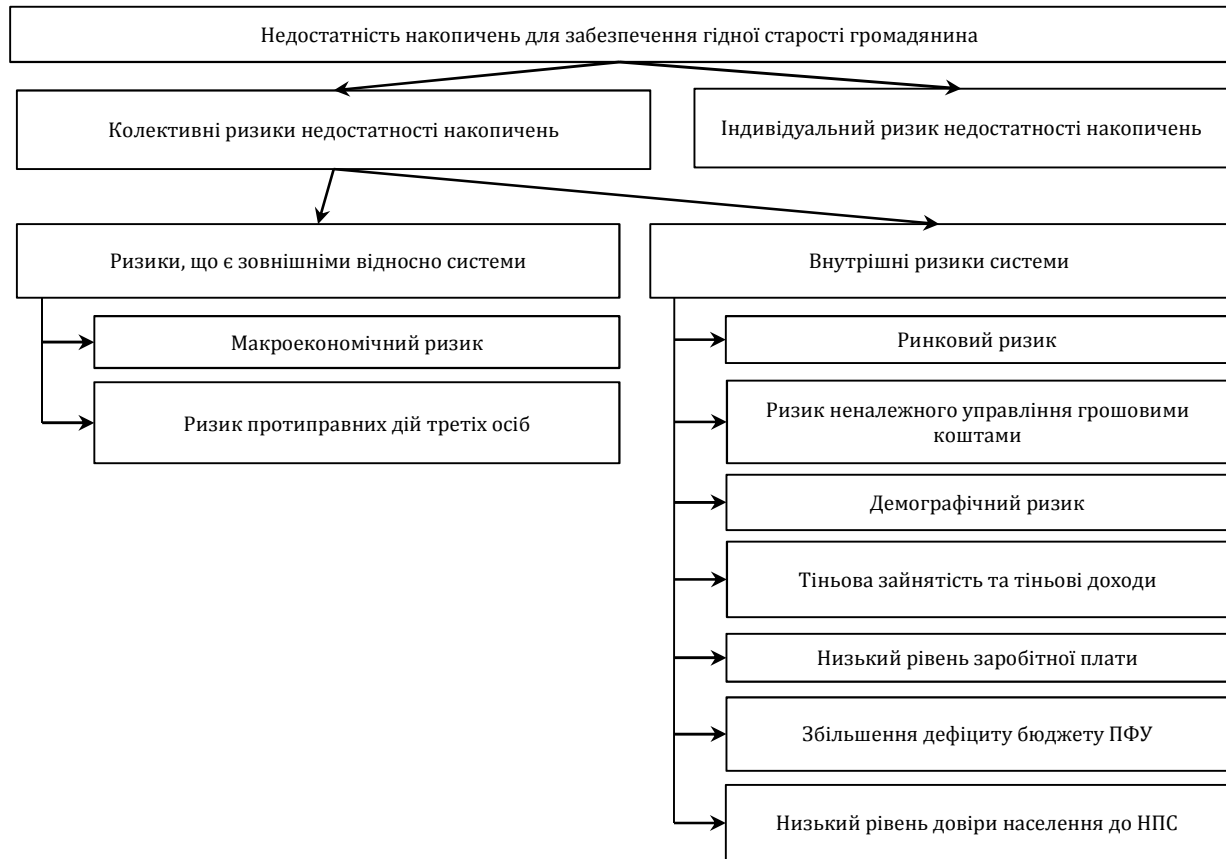 Недостатність накопичень для забезпечення гідної старості громадянина
Колективні ризики недостатності накопичень
Індивідуальний ризик недостатності накопичень
Ризики, що є зовнішніми відносно системи
Макроекономічний ризик
Ризик протиправних дій третіх осіб
Внутрішні ризики системи
Ринковий ризик
Ризик неналежного управління грошовими
коштами
Демографічний ризик
Тіньова зайнятість та тіньові доходи
Низький рівень заробітної плати
Збільшення дефіциту бюджету ПФУ
Низький рівень довіри населення до НПС